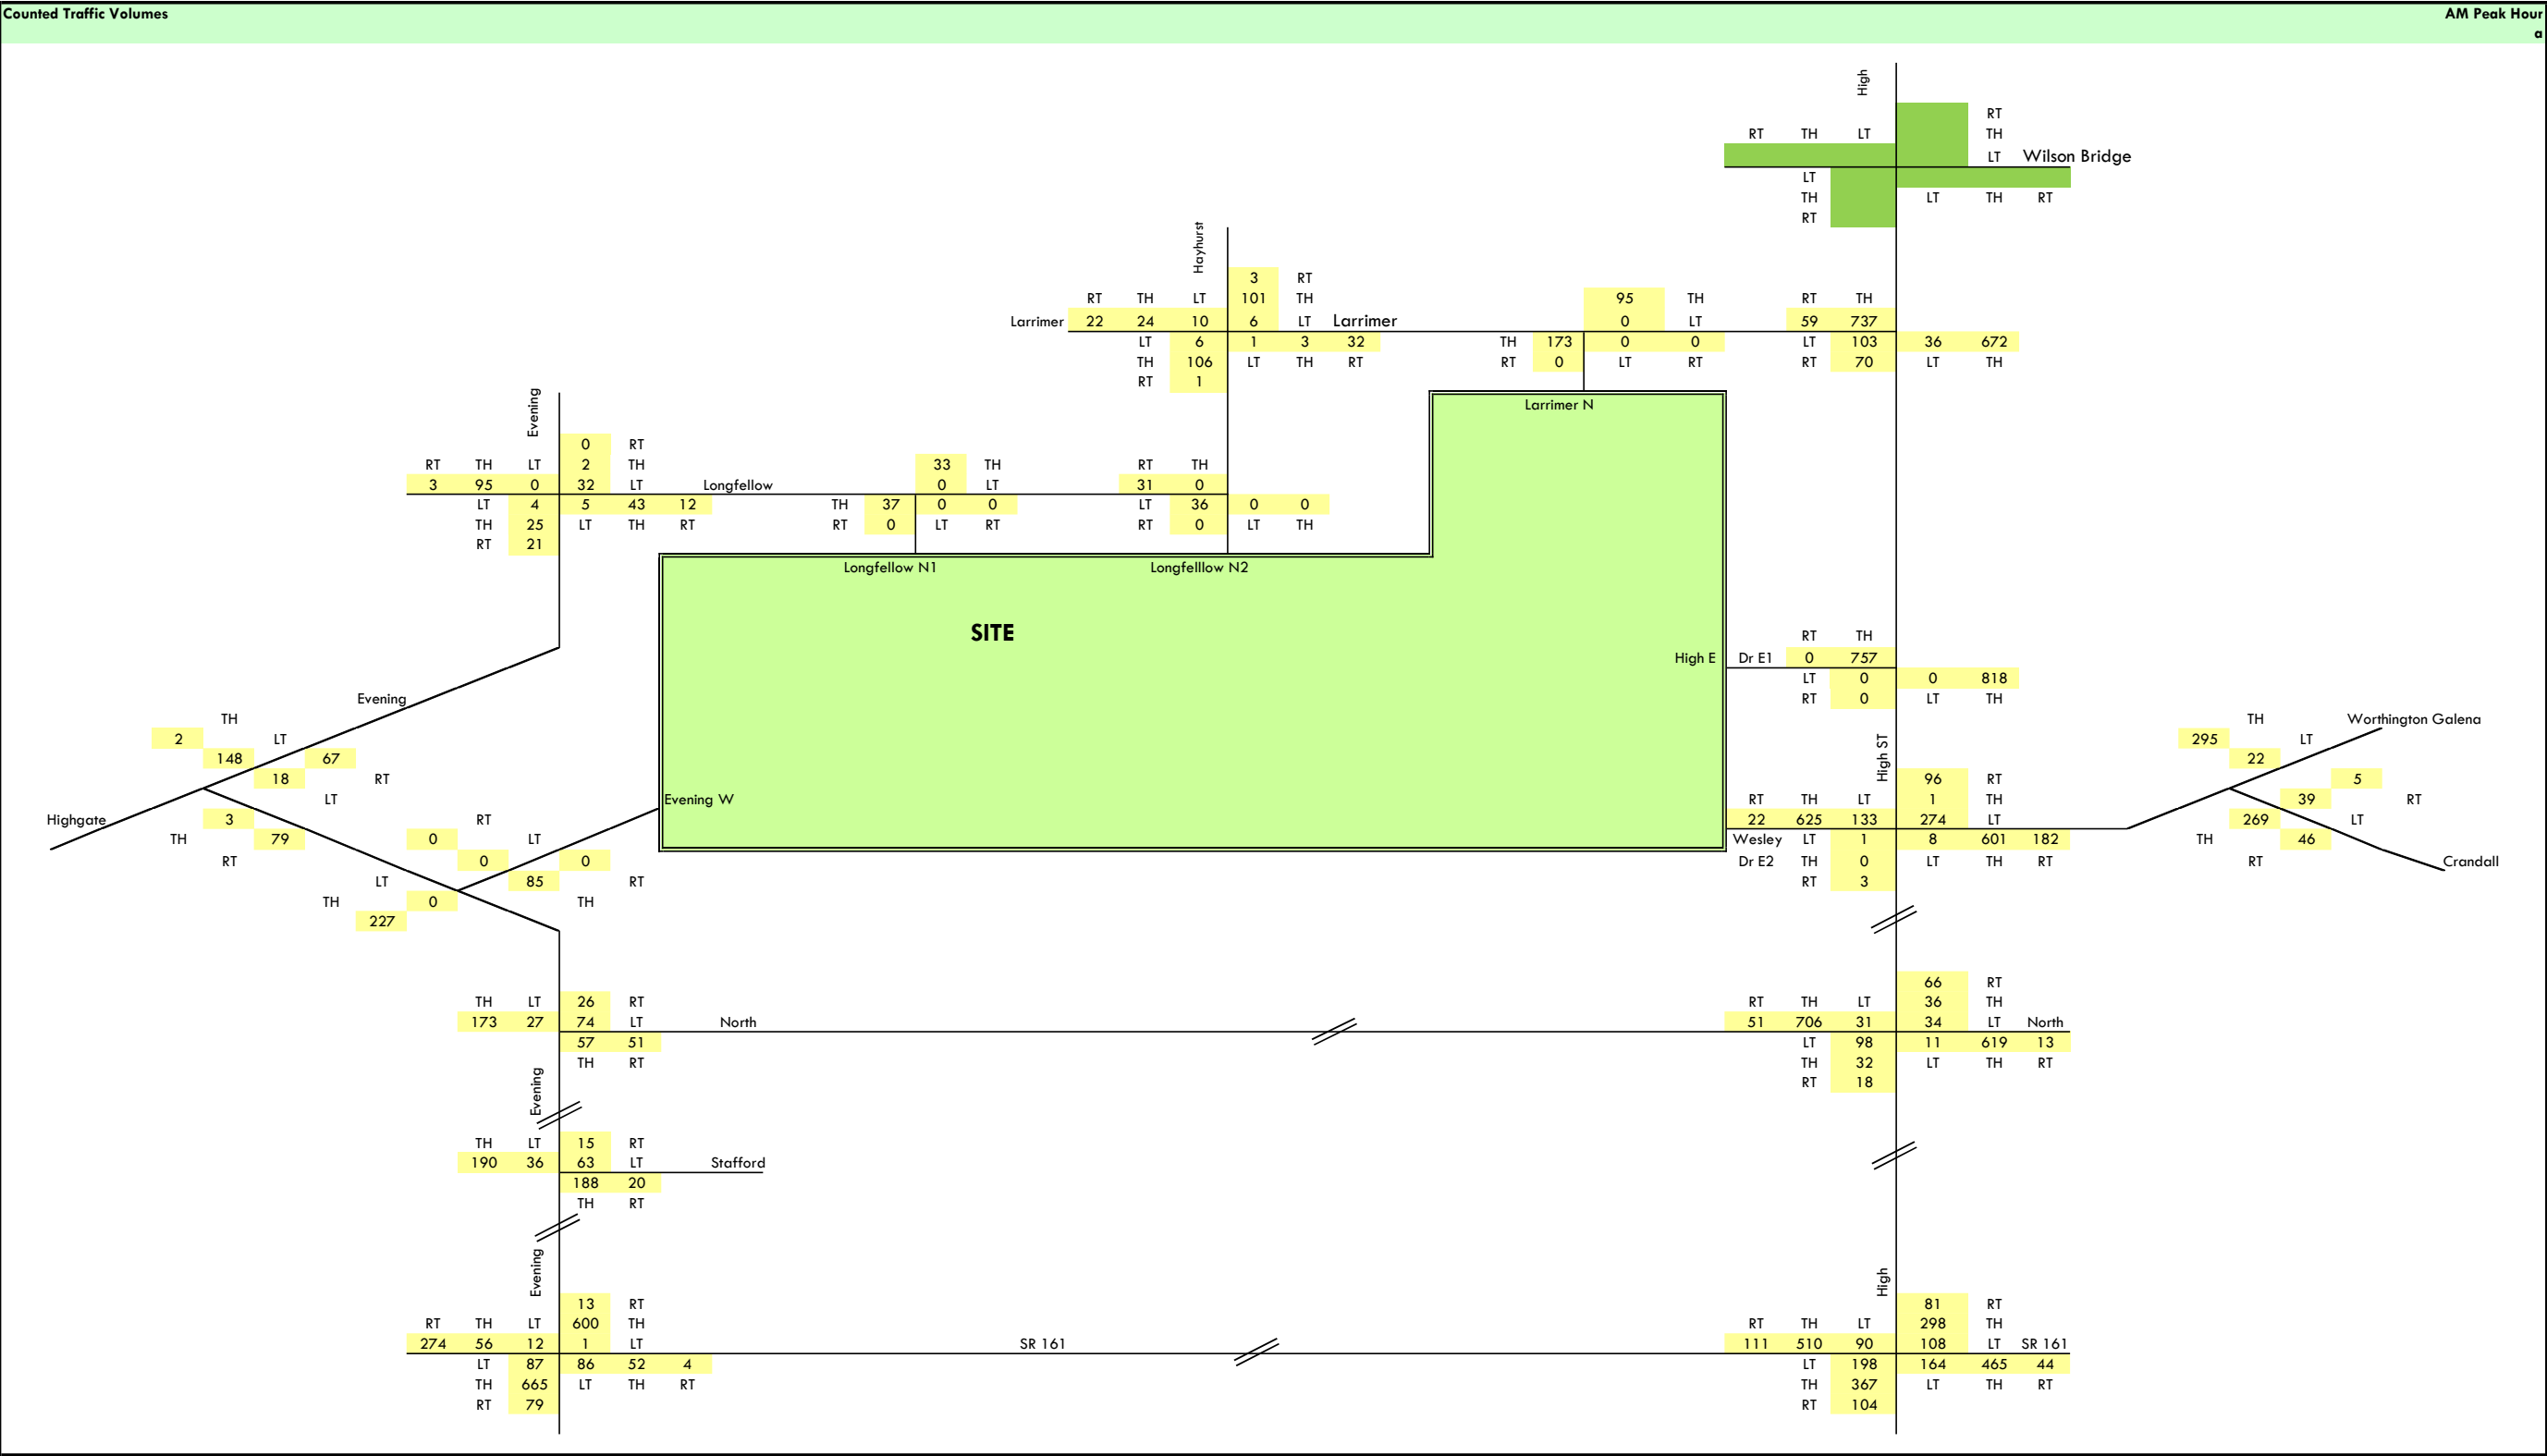 Counted Traffic Volumes AM Peak Hour
a
High
RT
RT TH LT TH
LT Wilson Bridge
LT
TH LT TH RT
RT
Hayhurst
3 RT
RT TH LT 101 TH 95 TH RT TH
Larrimer 22 24 10 6 LT Larrimer 0 LT 59 737
LT 6 1 3 32 TH 173 0 0 LT 103 36 672
TH 106 LT TH RT RT 0 LT RT RT 70 LT TH
RT 1
Evening
Larrimer N
0 RT
RT TH LT 2 TH 33 TH RT TH
3 95 0 32 LT Longfellow 0 LT 31 0
LT 4 5 43 12 TH 37 0 0 LT 36 0 0
TH 25 LT TH RT RT 0 LT RT RT 0 LT TH
RT 21
Longfellow N1 Longfelllow N2
SITE
RT TH
High E Dr E1 0 757
LT 0 0 818
RT 0 LT TH
Evening
TH TH Worthington Galena
2 LT 295 LT
High ST
148 67 22
18 RT 96 RT 5
LT Evening W RT TH LT 1 TH 39 RT
Highgate 3 RT 22 625 133 274 LT 269 LT
TH 79 0 LT Wesley LT 1 8 601 182 TH 46
RT 0 0 Dr E2 TH 0 LT TH RT RT Crandall
LT 85 RT RT 3
TH 0 TH
227
66 RT
TH LT 26 RT RT TH LT 36 TH
173 27 74 LT North 51 706 31 34 LT North
57 51 LT 98 11 619 13
TH RT TH 32 LT TH RT
RT 18
Evening
TH LT 15 RT
190 36 63 LT Stafford
188 20
TH RT
Evening High
13 RT 81 RT
RT TH LT 600 TH RT TH LT 298 TH
274 56 12 1 LT SR 161 111 510 90 108 LT SR 161
LT 87 86 52 4 LT 198 164 465 44
TH 665 LT TH RT TH 367 LT TH RT
RT 79 RT 104